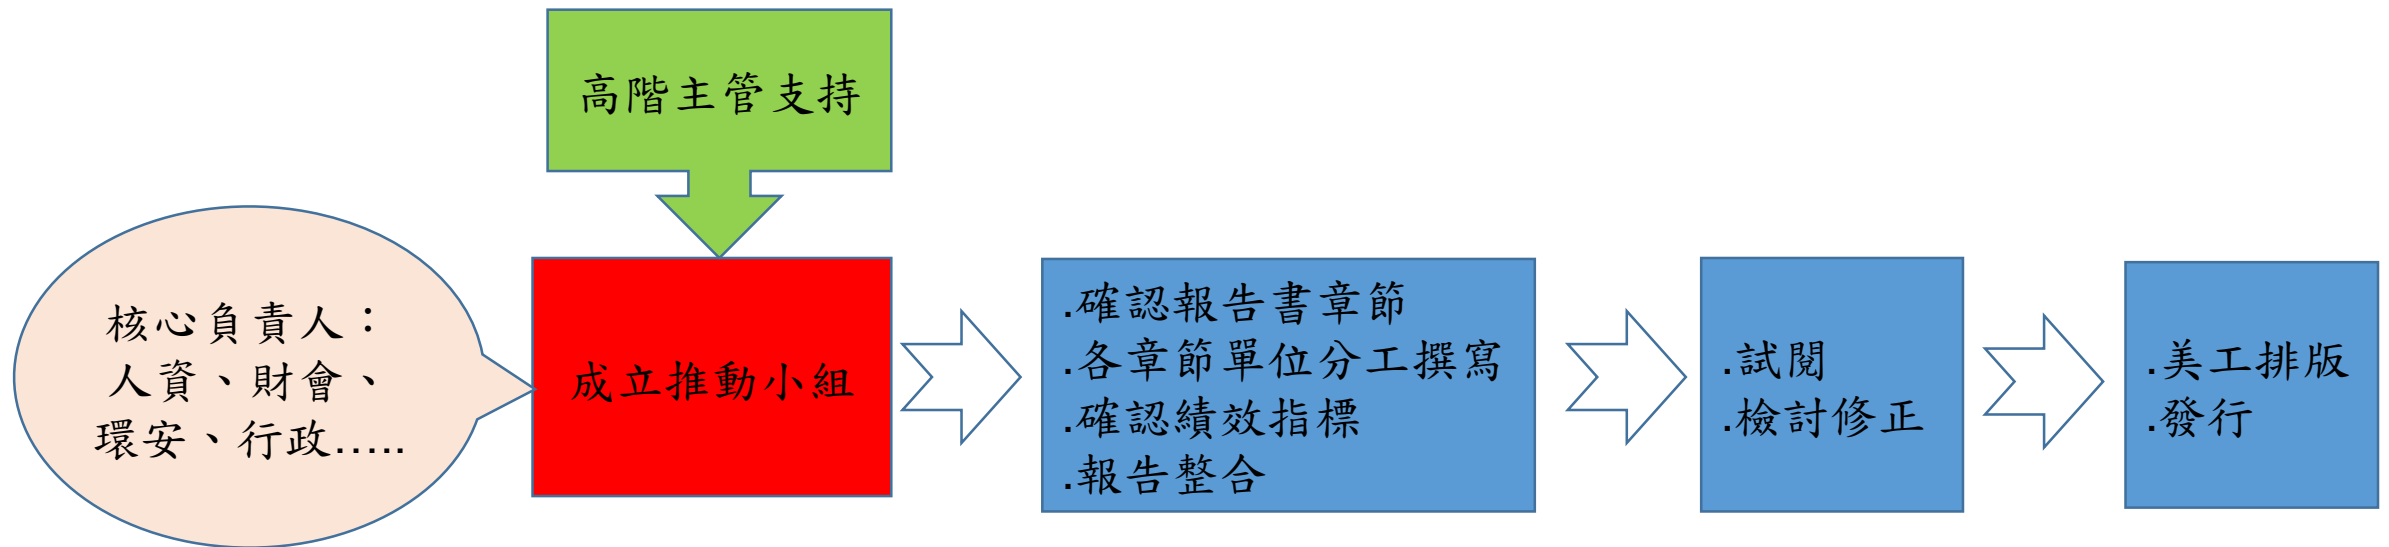 高階主管支持
核心負責人：
人資、財會、
環安、行政…..
成立推動小組
.確認報告書章節
.各章節單位分工撰寫
.確認績效指標
.報告整合
.試閱
.檢討修正
.美工排版
.發行